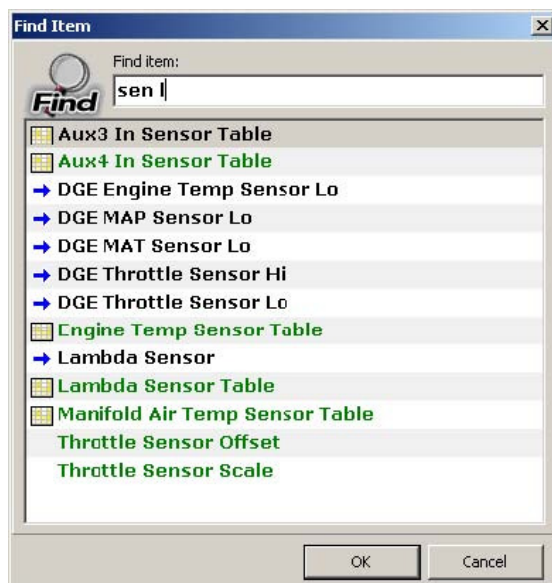 Find Item
Find item:
Find
sen l
Aux3 In Sensor Table
Aux4 In Sensor Table
DGE Engine Temp Sensor Lo
DGE MAP Sensor Lo
DGE MAT Sensor Lo
DGE Throttle Sensor Hi
DGE Throttle Sensor Lo
Engine Temp Sensor Table
Lambda Sensor
Lambda Sensor Table
Manifold Air Temp Sensor Table
Throttle Sensor Offset
Throttle Sensor Scale
OK
Cancel